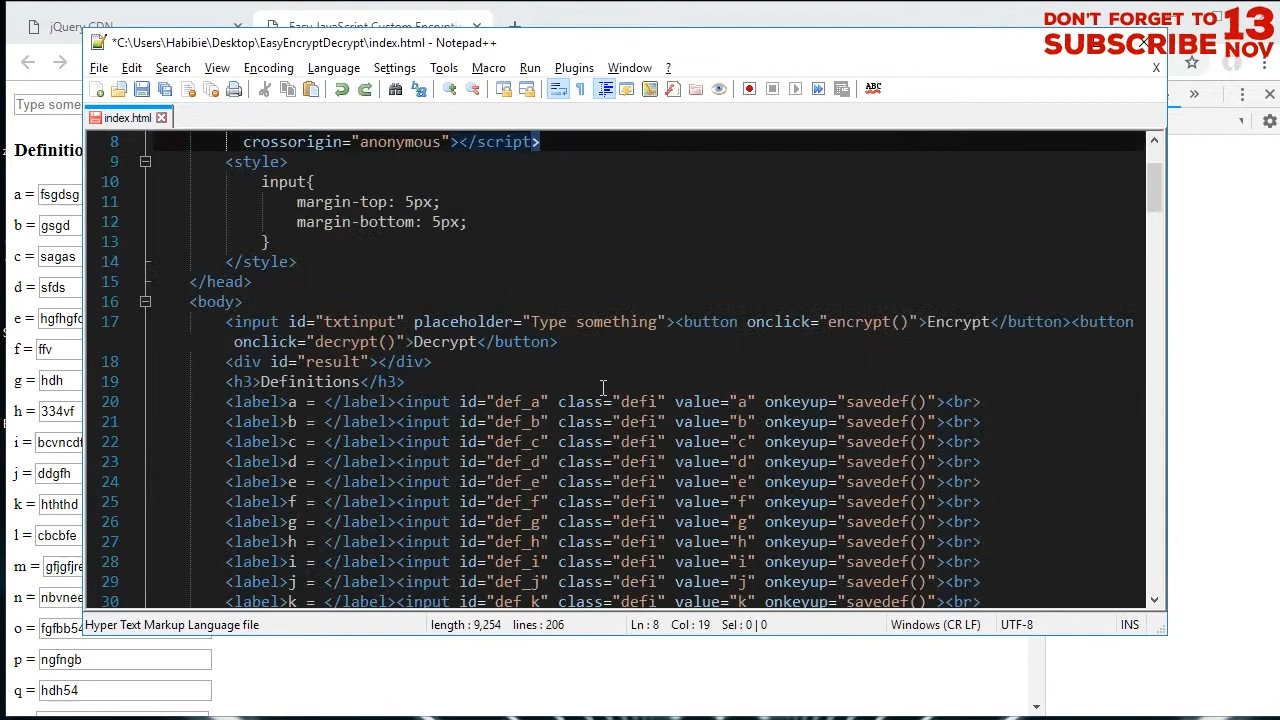 jQuery CDN
Easy JavaScript Custom Encryp
DON'T FORGET TO
SUBSCRIBE
13
NOV
*C:\Users\Habibie\Desktop\EasyEncryptDecrypt\index.html - Notepad++
File Edit Search View Encoding Language Settings Tools Macro Run Plugins Window ? X
ABC
index.html
Type some
Definitio
a = fsgdsg
b = gsgd
c = sagas
d = sfds
e = hgfhgfd
f = ffv
g = hdh
h = 334vf
i = bcvncdf
j = ddgfh
k = hththd
l = cbcbfe
m = gfjgfjre
n = nbvnee
o = fgfbb54
p = ngfngb
q = hdh54
8 crossorigin="anonymous"></script>
9 <style>
10 input{
11 margin-top: 5px;
12 margin-bottom: 5px;
13 }
14 </style>
15 </head>
16 <body>
17 <input id="txtinput" placeholder="Type something"><button onclick="encrypt()">Encrypt</button><button
onclick="decrypt()">Decrypt</button>
18 <div id="result"></div>
19 <h3>Definitions</h3>
20 <label>a = </label><input id="def_a" class="defi" value="a" onkeyup="savedef()"><br>
21 <label>b = </label><input id="def_b" class="defi" value="b" onkeyup="savedef()"><br>
22 <label>c = </label><input id="def_c" class="defi" value="c" onkeyup="savedef()"><br>
23 <label>d = </label><input id="def_d" class="defi" value="d" onkeyup="savedef()"><br>
24 <label>e = </label><input id="def_e" class="defi" value="e" onkeyup="savedef()"><br>
25 <label>f = </label><input id="def_f" class="defi" value="f" onkeyup="savedef()"><br>
26 <label>g = </label><input id="def_g" class="defi" value="g" onkeyup="savedef()"><br>
27 <label>h = </label><input id="def_h" class="defi" value="h" onkeyup="savedef()"><br>
28 <label>i = </label><input id="def_i" class="defi" value="i" onkeyup="savedef()"><br>
29 <label>j = </label><input id="def_j" class="defi" value="j" onkeyup="savedef()"><br>
30 <label>k = </label><input id="def_k" class="defi" value="k" onkeyup="savedef()"><br>
Hyper Text Markup Language file length : 9,254 lines : 206 Ln : 8 Col : 19 Sel : 0 | 0 Windows (CR LF) UTF-8 INS